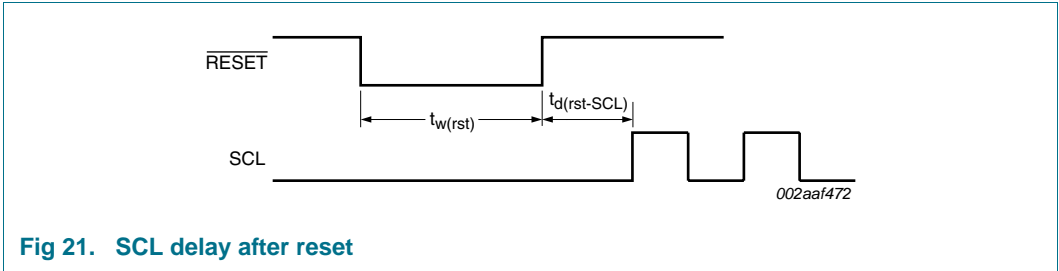 RESET
td(rst-SCL)
tw(rst)
SCL
002aaf472
Fig 21. SCL delay after reset